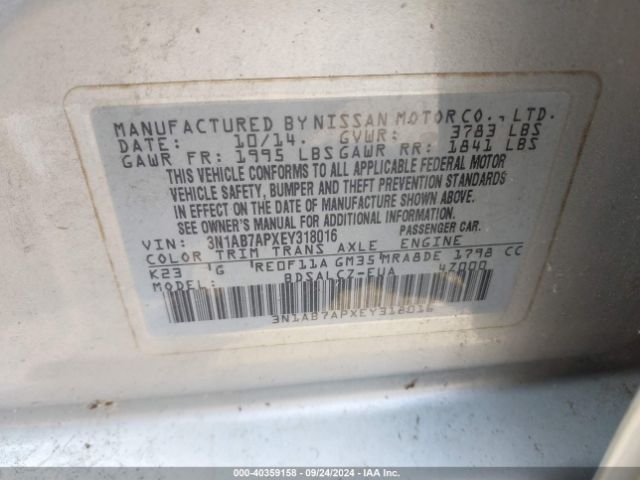 MANUFACTURED BY NISSAN MOTOR CO., LTD.
DATE: 10/14. GVWR: 3783 LBS
GAWR FR: 1995 LBS GAWR RR: 1841 LBS
THIS VEHICLE CONFORMS TO ALL APPLICABLE FEDERAL MOTOR
VEHICLE SAFETY, BUMPER AND THEFT PREVENTION STANDARDS
IN EFFECT ON THE DATE OF MANUFACTURE SHOWN ABOVE.
SEE OWNER'S MANUAL FOR ADDITIONAL INFORMATION.
VIN: 3N1AB7APXEY318016 PASSENGER CAR.
COLOR TRIM TRANS AXLE ENGINE
K23 'G 'RE0F11A GM35 MRA8DE 1798 CC
MODEL: BDSALCZ-EUA 4Z000
3N1AB7APXEY318016
000-40359158 - 09/24/2024 - IAA Inc.